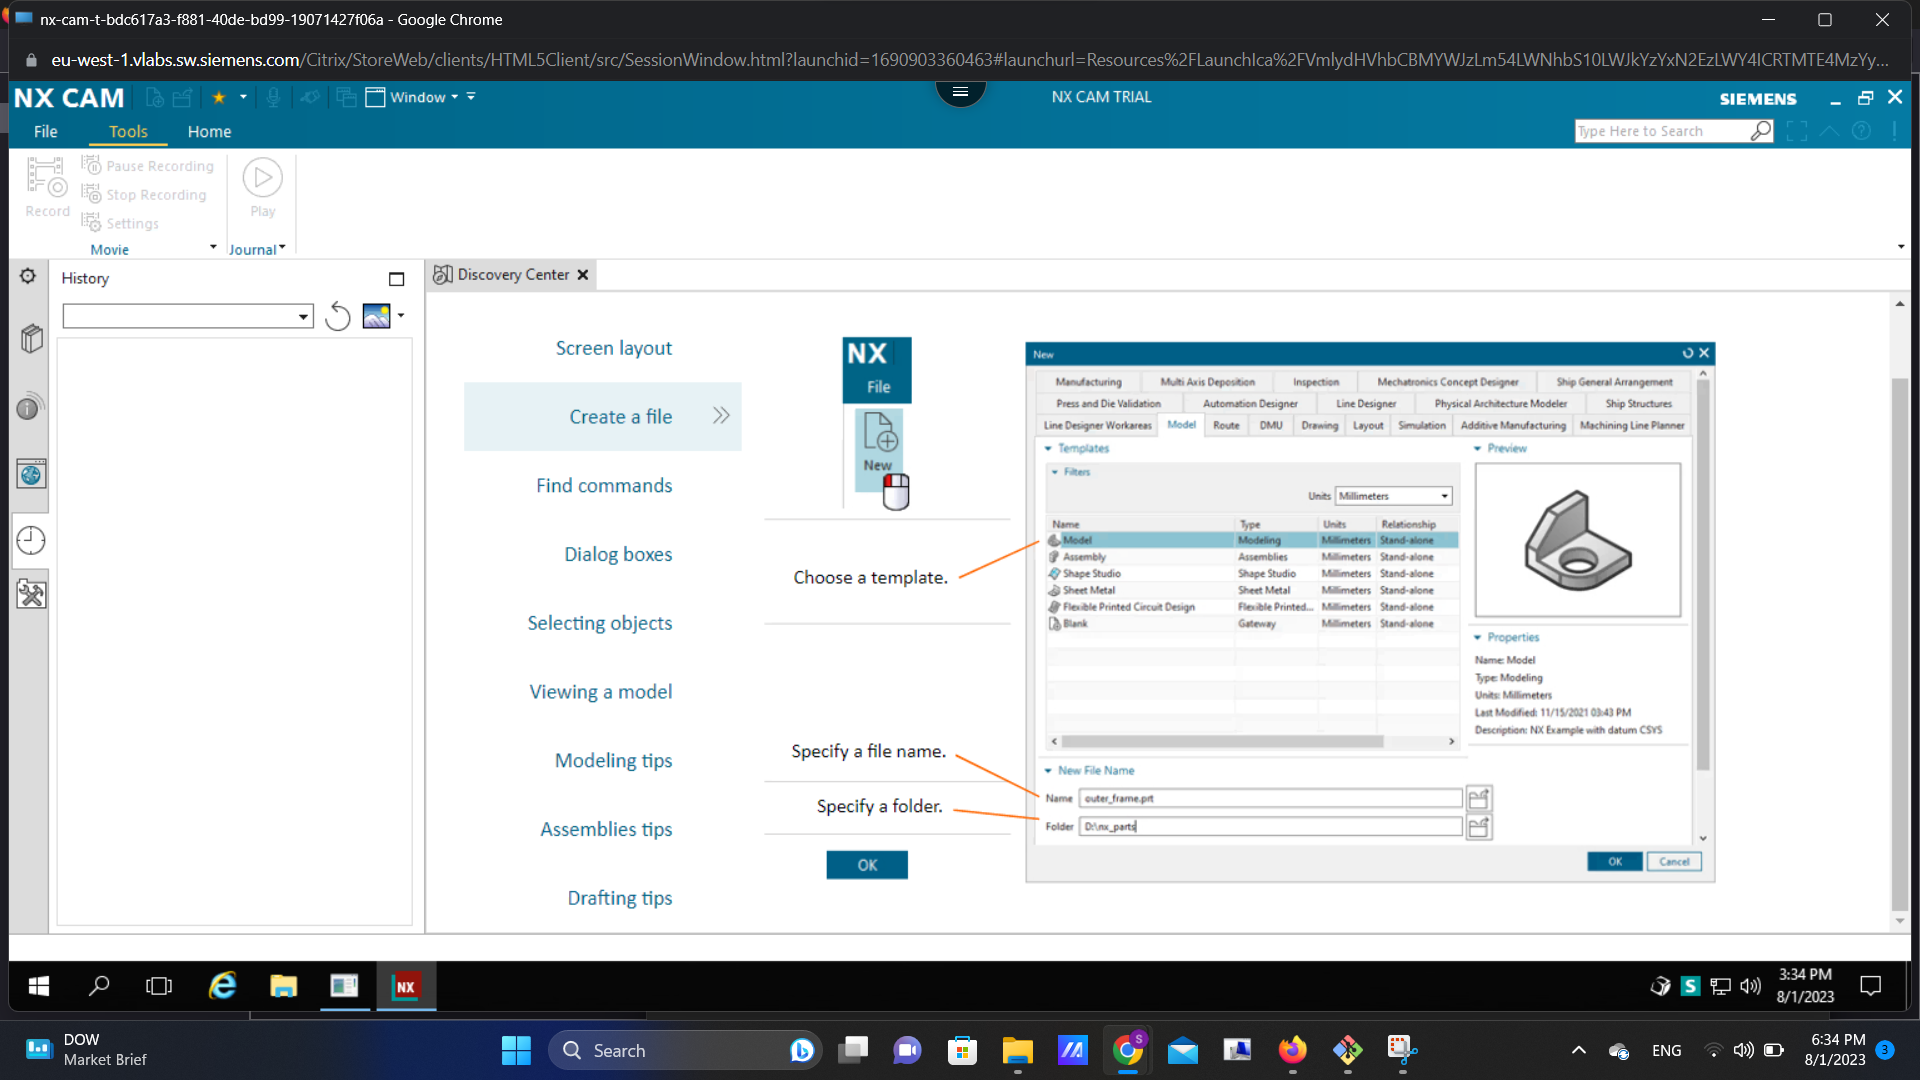 nx-cam-t-bdc617a3-f881-40de-bd99-19071427f06a - Google Chrome
eu-west-1.vlabs.sw.siemens.com/Citrix/StoreWeb/clients/HTML5Client/src/SessionWindow.html?launchid=1690903360463#launchurl=Resources%2FLaunchIca%2FVmlydHVhbCBMYWJzLm54LWNhbS10LWJkYzYxN2EzLWY4ICRTMTE4MzYy...
NX CAM
Window
NX CAM TRIAL
SIEMENS
File
Tools
Home
Type Here to Search
Record
Pause Recording
Stop Recording
Settings
Movie
Play
Journal
History
Discovery Center
Screen layout
Create a file
Find commands
Dialog boxes
Selecting objects
Viewing a model
Modeling tips
Assemblies tips
Drafting tips
NX
File
New
Choose a template.
Specify a file name.
Specify a folder.
OK
New
Manufacturing
Multi Axis Deposition
Inspection
Mechatronics Concept Designer
Ship General Arrangement
Press and Die Validation
Automation Designer
Line Designer
Physical Architecture Modeler
Ship Structures
Line Designer Workareas
Model
Route
DMU
Drawing
Layout
Simulation
Additive Manufacturing
Machining Line Planner
Templates
Filters
Units Millimeters
Name Type Units Relationship
Model Modeling Millimeters Stand-alone
Assembly Assemblies Millimeters Stand-alone
Shape Studio Shape Studio Millimeters Stand-alone
Sheet Metal Sheet Metal Millimeters Stand-alone
Flexible Printed Circuit Design Flexible Printed... Millimeters Stand-alone
Blank Gateway Millimeters Stand-alone
Preview
Properties
Name: Model
Type: Modeling
Units: Millimeters
Last Modified: 11/15/2021 03:43 PM
Description: NX Example with datum CSYS
New File Name
Name outer_frame.prt
Folder D:\nx_parts
OK
Cancel
NX
S
3:34 PM
8/1/2023
DOW
Market Brief
Search
S
ENG
6:34 PM
8/1/2023
3